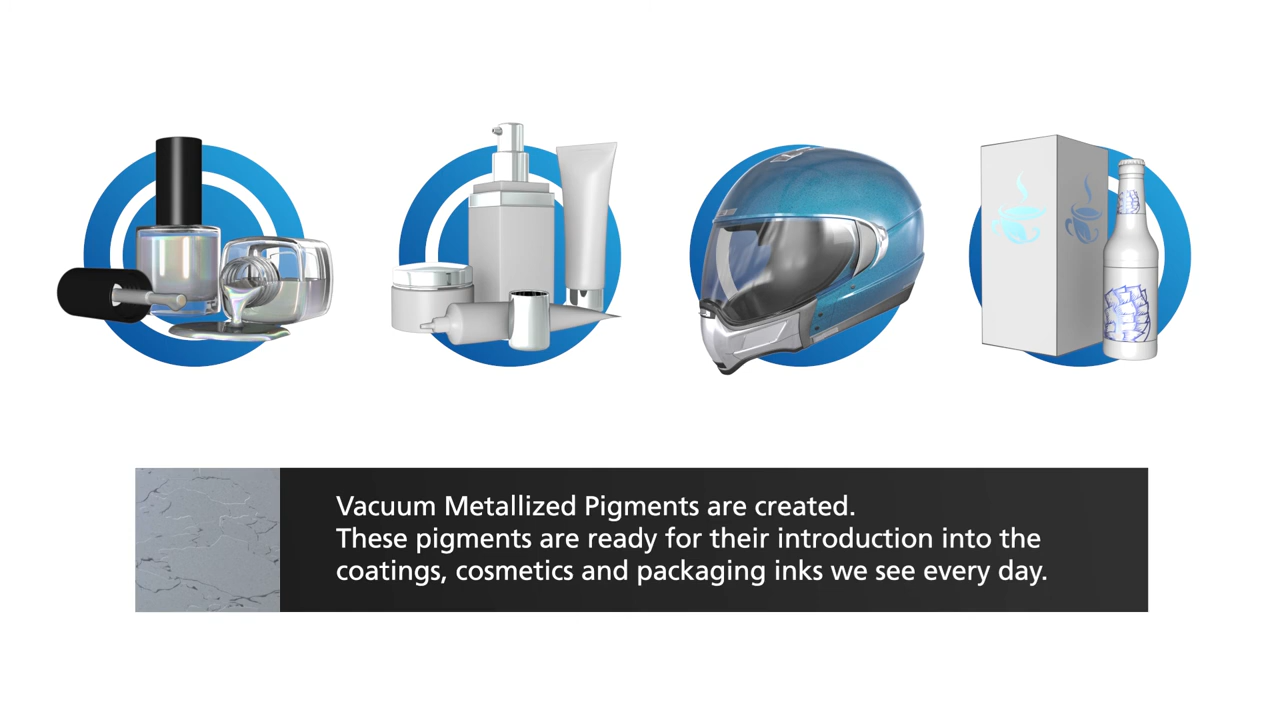 Vacuum Metallized Pigments are created.
These pigments are ready for their introduction into the
coatings, cosmetics and packaging inks we see every day.